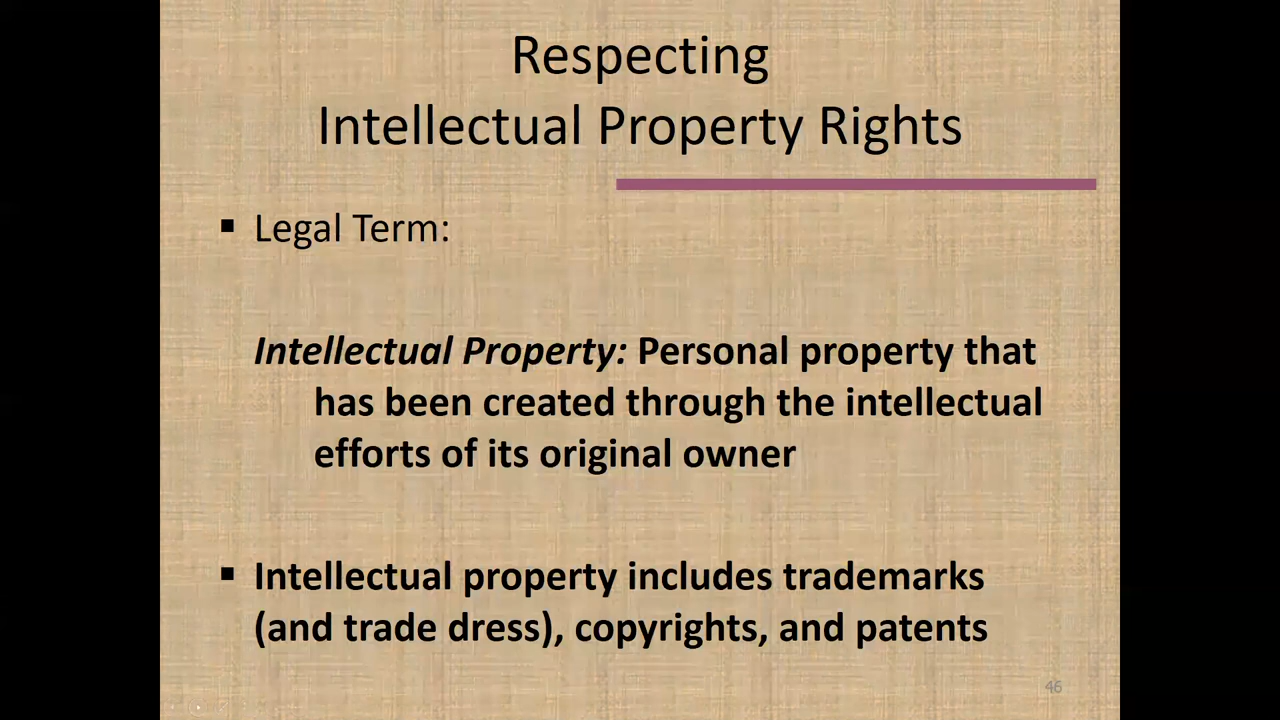 Respecting
Intellectual Property Rights
▪ Legal Term:
Intellectual Property: Personal property that
has been created through the intellectual
efforts of its original owner
▪ Intellectual property includes trademarks
(and trade dress), copyrights, and patents
46